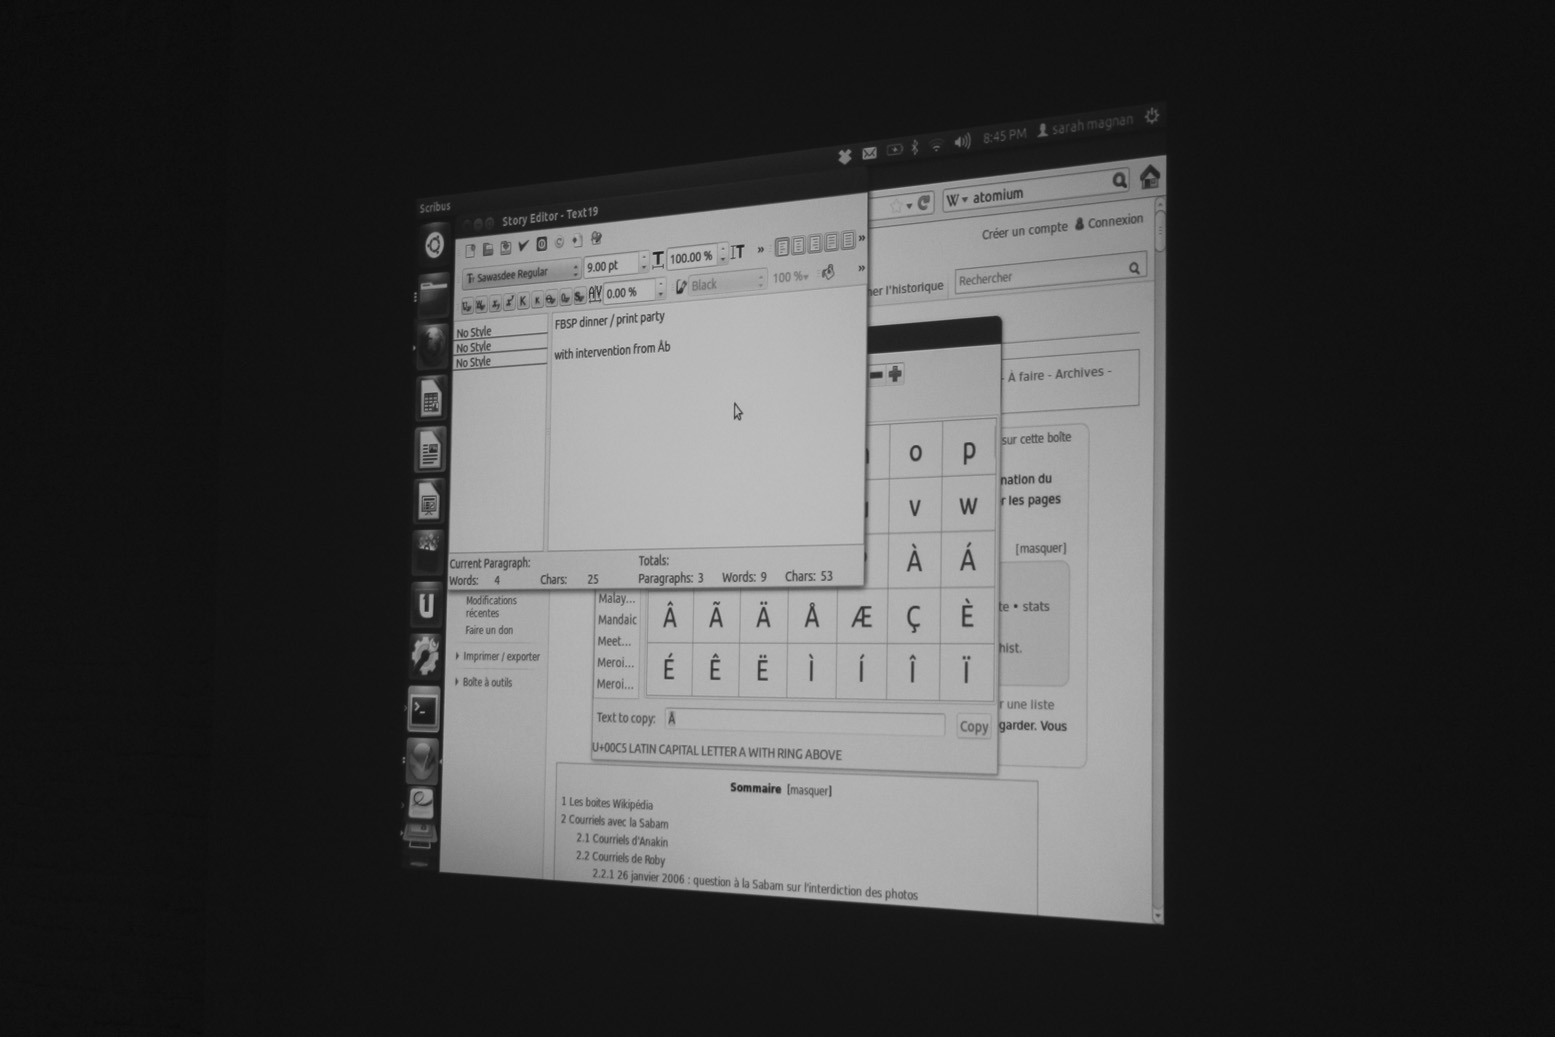 8:45 PM sarah magnan
Scribus
Story Editor - Text19
W atomium
Créer un compte Connexion
Sawasdee Regular 9.00 pt T 100.00 % IT »
0.00 % Black 100 % »
her l'historique Rechercher
No Style
No Style
No Style
FBSP dinner / print party
with intervention from Åb
- À faire - Archives -
sur cette boîte
nation du
r les pages
[masquer]
te • stats
hist.
r une liste
garder. Vous
o p
v w
À Á
Â Ã Ä Å Æ Ç È
É Ê Ë Ì Í Î Ï
Current Paragraph:
Words: 4 Chars: 25
Totals:
Paragraphs: 3 Words: 9 Chars: 53
Modifications
récentes
Faire un don
Imprimer / exporter
Boîte à outils
Malay...
Mandaic
Meet...
Meroi...
Meroi...
Text to copy: Å Copy
U+00C5 LATIN CAPITAL LETTER A WITH RING ABOVE
Sommaire [masquer]
1 Les boites Wikipédia
2 Courriels avec la Sabam
2.1 Courriels d'Anakin
2.2 Courriels de Roby
2.2.1 26 janvier 2006 : question à la Sabam sur l'interdiction des photos